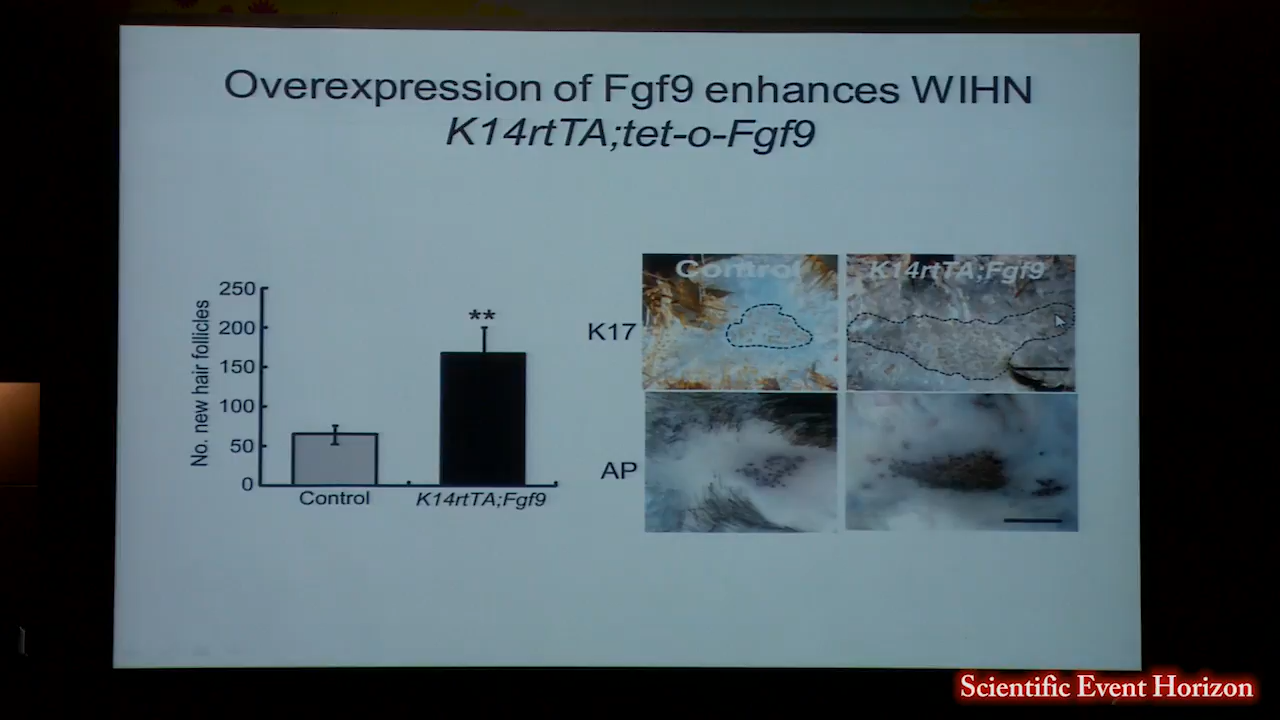 Overexpression of Fgf9 enhances WIHN
K14rtTA;tet-o-Fgf9
No. new hair follicles
250
200
150
100
50
0
**
Control
K14rtTA;Fgf9
Control
K14rtTA;Fgf9
K17
AP
Scientific Event Horizon